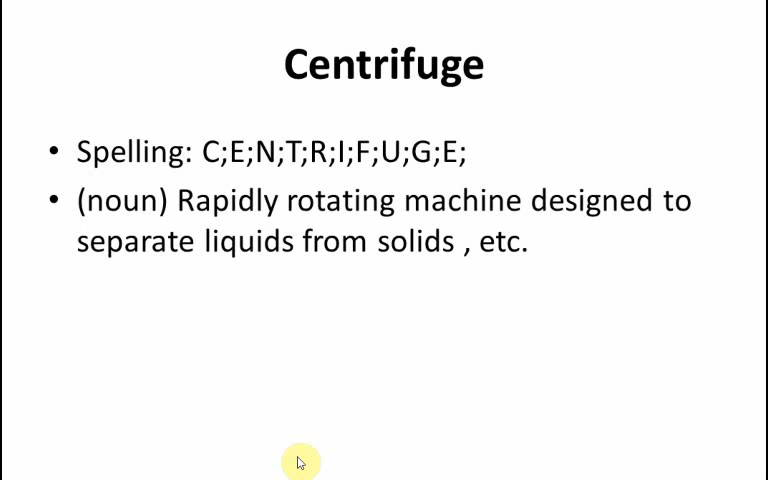 Centrifuge
• Spelling: C;E;N;T;R;I;F;U;G;E;
• (noun) Rapidly rotating machine designed to
separate liquids from solids , etc.